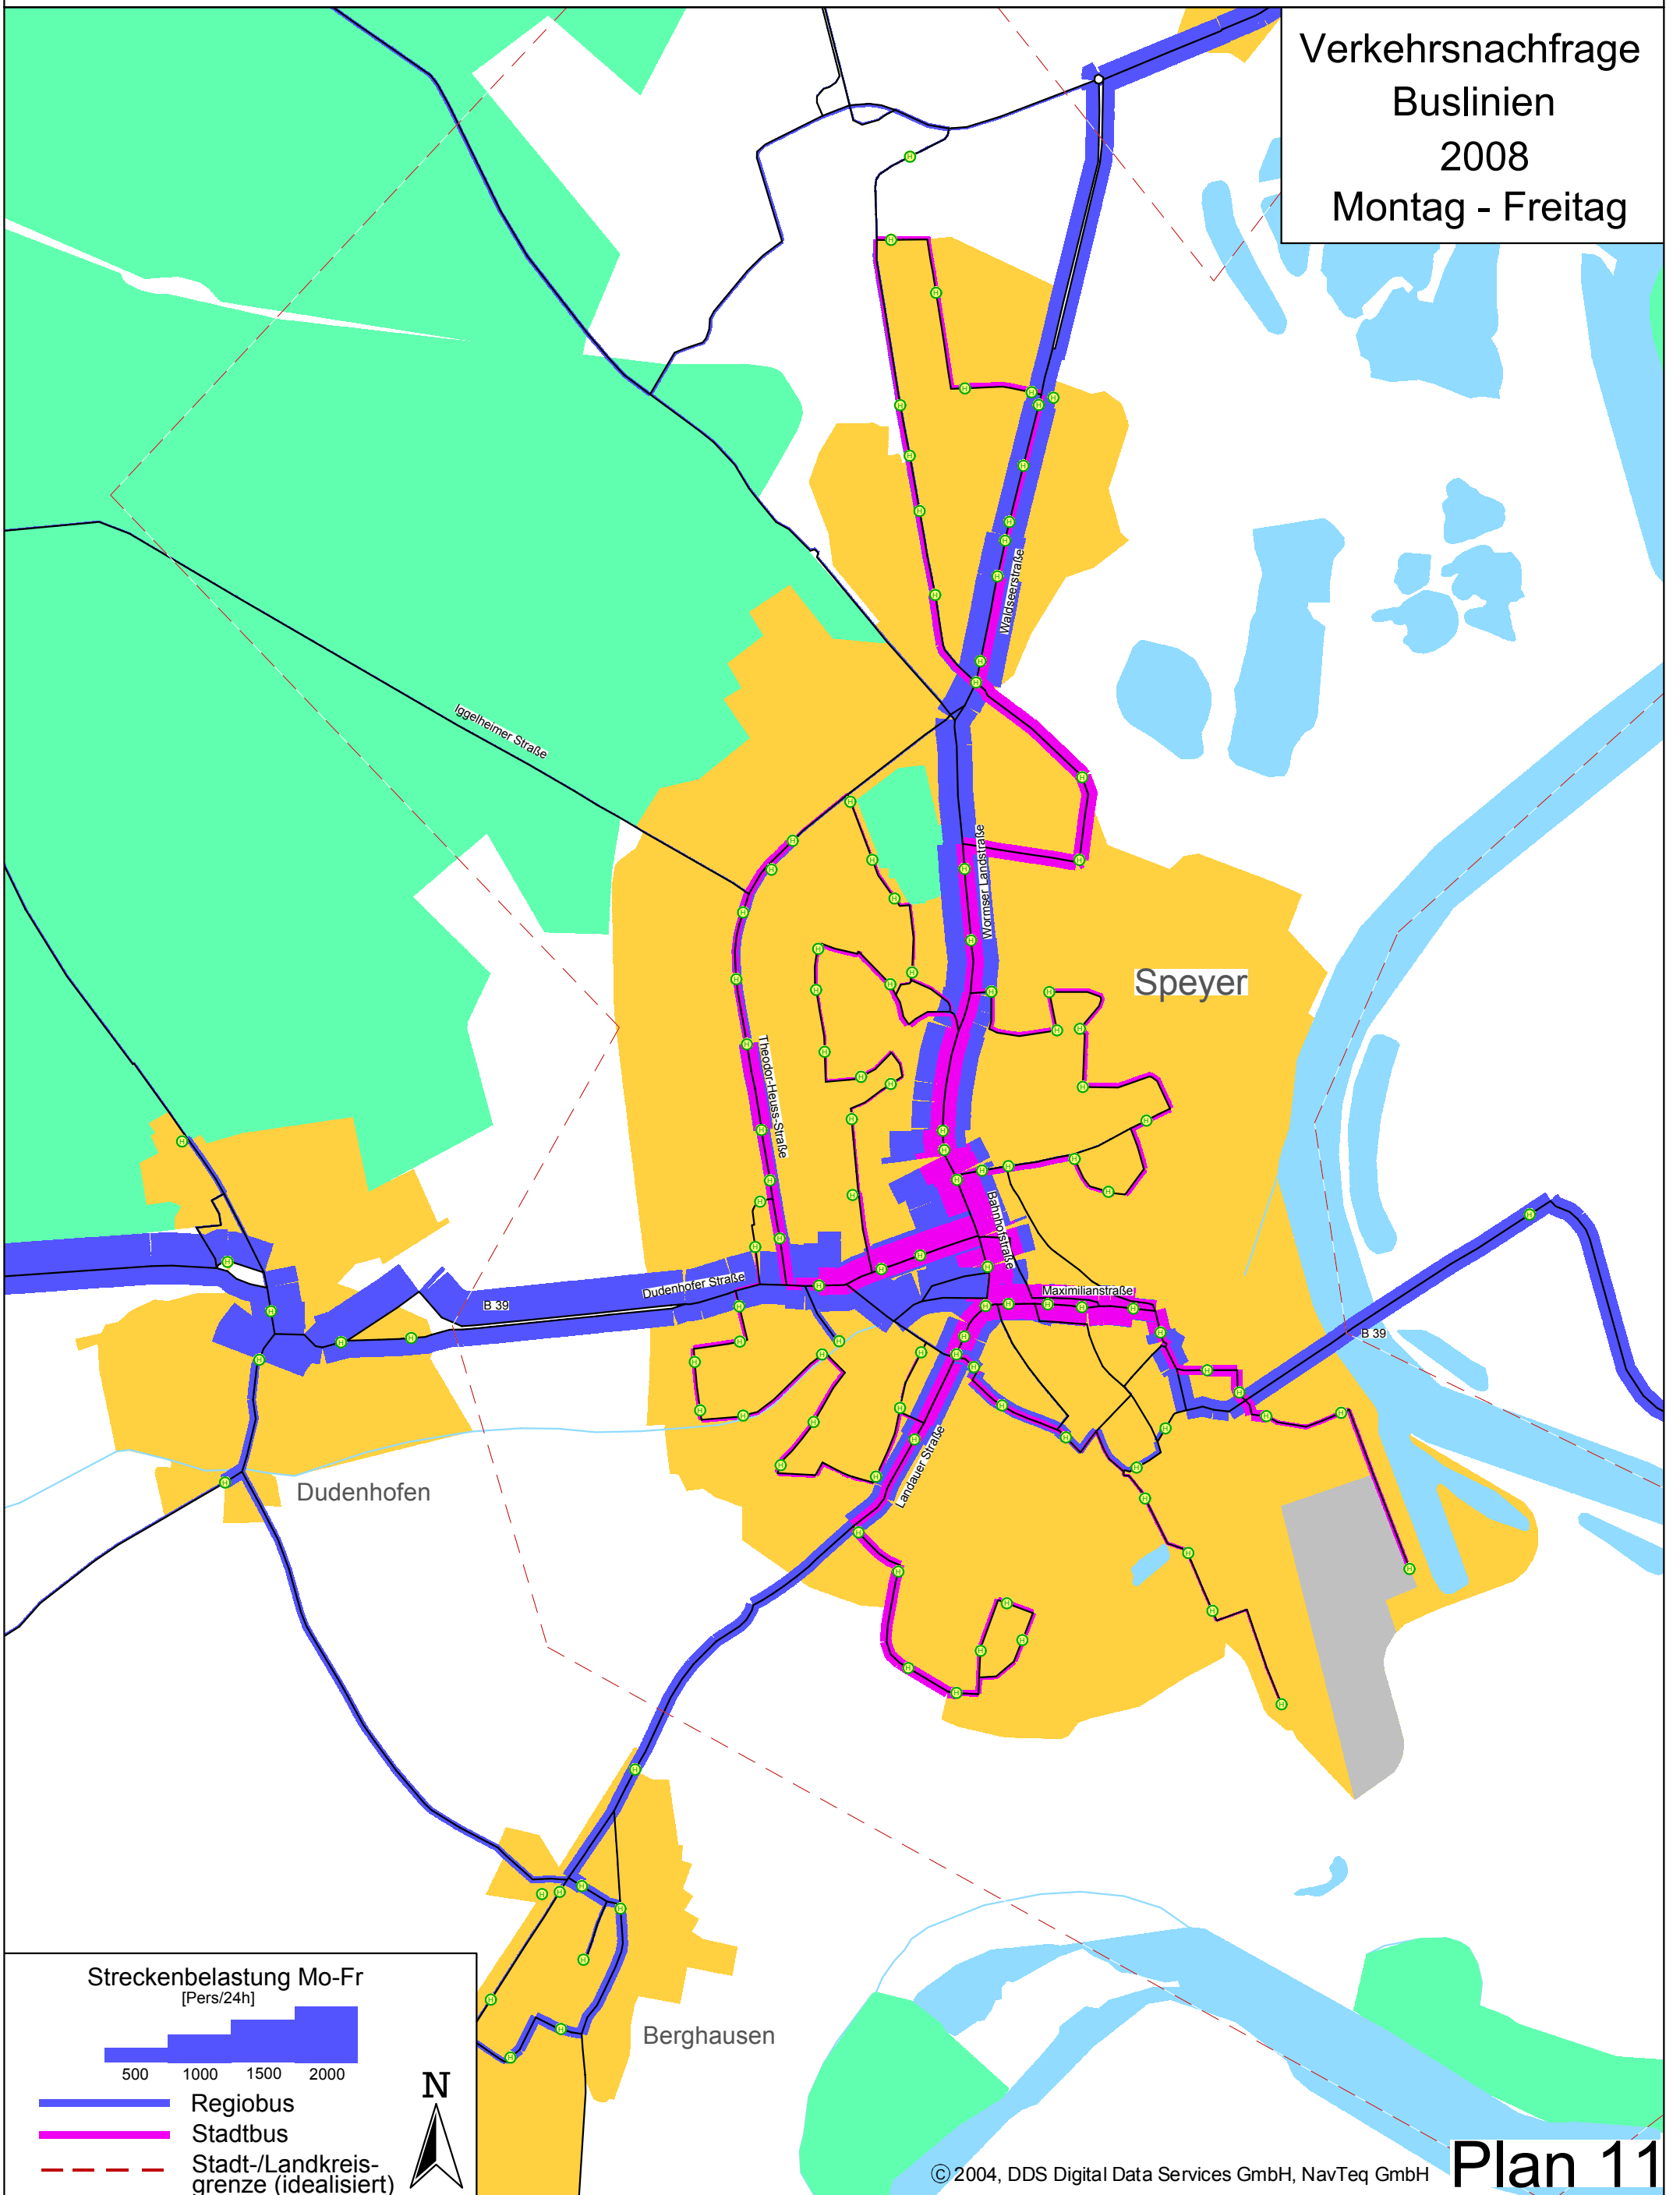 Verkehrsnachfrage
Buslinien
2008
Montag - Freitag
Waldseerstraße
Iggelheimer Straße
Wormser Landstraße
Speyer
Theodor-Heuss-Straße
Bahnhofstraße
Dudenhofer Straße
B 39
Maximilianstraße
B 39
Landauer Straße
Dudenhofen
Berghausen
Streckenbelastung Mo-Fr
[Pers/24h]
500 1000 1500 2000
Regiobus
Stadtbus
Stadt-/Landkreis-
grenze (idealisiert)
N
© 2004, DDS Digital Data Services GmbH, NavTeq GmbH
Plan 11